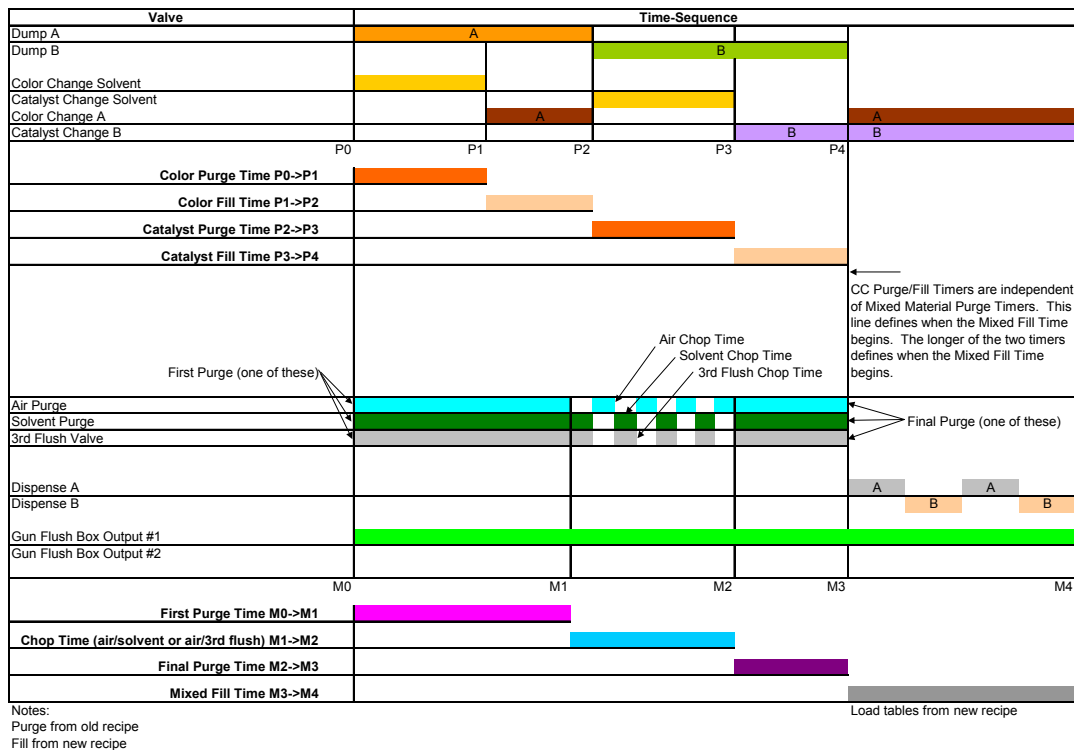 Valve Time-Sequence
Dump A A
Dump B B
Color Change Solvent
Catalyst Change Solvent
Color Change A A A
Catalyst Change B B B
P0 P1 P2 P3 P4
Color Purge Time P0->P1
Color Fill Time P1->P2
Catalyst Purge Time P2->P3
Catalyst Fill Time P3->P4
CC Purge/Fill Timers are independent
of Mixed Material Purge Timers. This
line defines when the Mixed Fill Time
begins. The longer of the two timers
defines when the Mixed Fill Time
begins.
Air Chop Time
Solvent Chop Time
First Purge (one of these) 3rd Flush Chop Time
Air Purge
Solvent Purge Final Purge (one of these)
3rd Flush Valve
Dispense A A A
Dispense B B B
Gun Flush Box Output #1
Gun Flush Box Output #2
M0 M1 M2 M3 M4
First Purge Time M0->M1
Chop Time (air/solvent or air/3rd flush) M1->M2
Final Purge Time M2->M3
Mixed Fill Time M3->M4
Notes: Load tables from new recipe
Purge from old recipe
Fill from new recipe